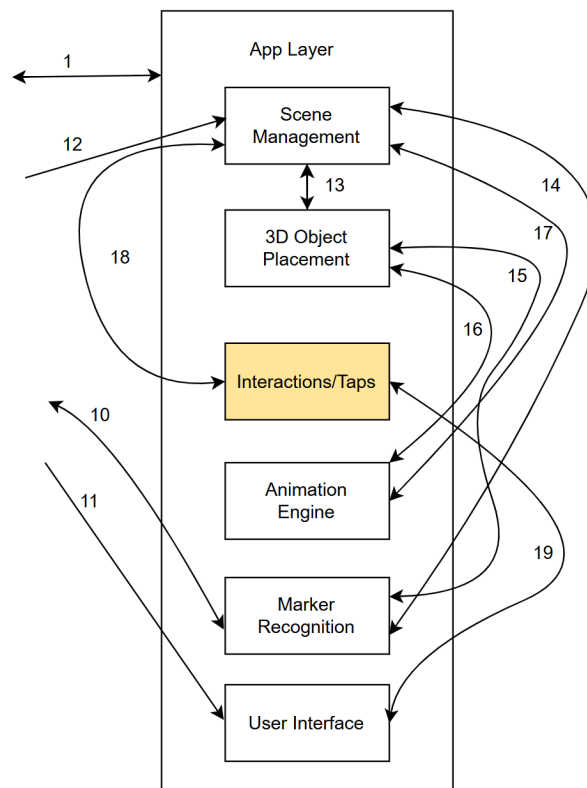 App Layer
1
Scene
Management
12
14
13
17
3D Object
Placement
18
15
16
Interactions/Taps
10
Animation
Engine
11
19
Marker
Recognition
User Interface